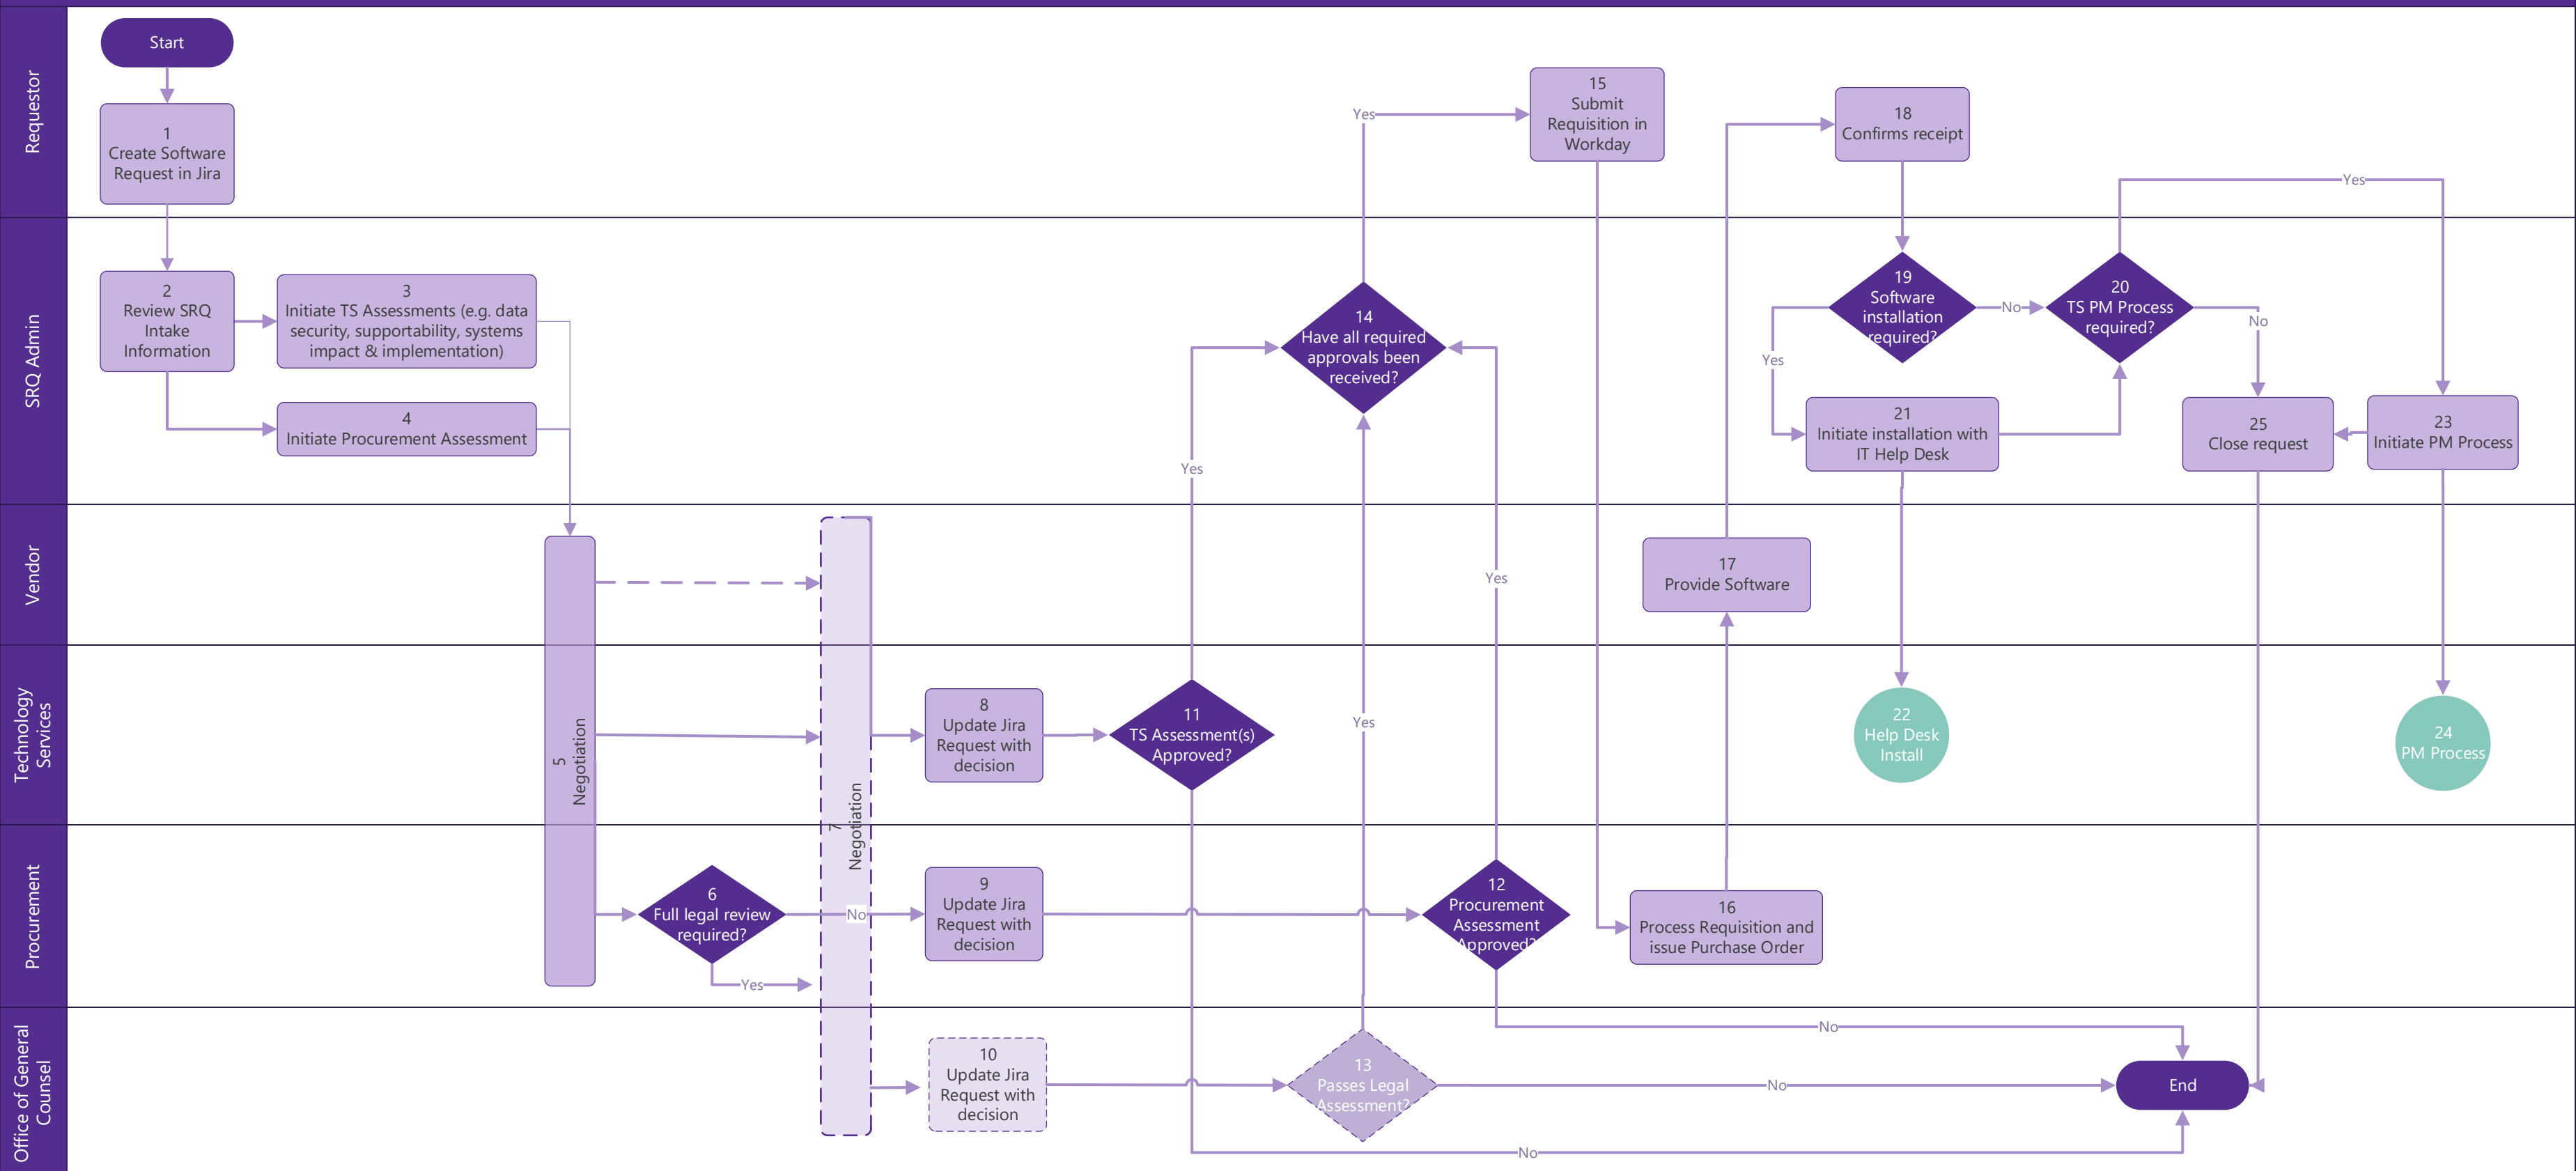 Requestor
Start
1
Create Software
Request in Jira
15
Submit
Requisition in
Workday
18
Confirms receipt
Yes
Yes
SRQ Admin
2
Review SRQ
Intake
Information
3
Initiate TS Assessments (e.g. data
security, supportability, systems
impact & implementation)
4
Initiate Procurement Assessment
14
Have all required
approvals been
received?
Yes
19
Software
installation
required?
No
Yes
20
TS PM Process
required?
No
21
Initiate installation with
IT Help Desk
25
Close request
23
Initiate PM Process
Vendor
17
Provide Software
Yes
Technology
Services
5
Negotiation
7
Negotiation
8
Update Jira
Request with
decision
11
TS Assessment(s)
Approved?
Yes
22
Help Desk
Install
24
PM Process
Procurement
6
Full legal review
required?
No
Yes
9
Update Jira
Request with
decision
12
Procurement
Assessment
Approved?
16
Process Requisition and
issue Purchase Order
Office of General
Counsel
10
Update Jira
Request with
decision
13
Passes Legal
Assessment?
No
No
End
No